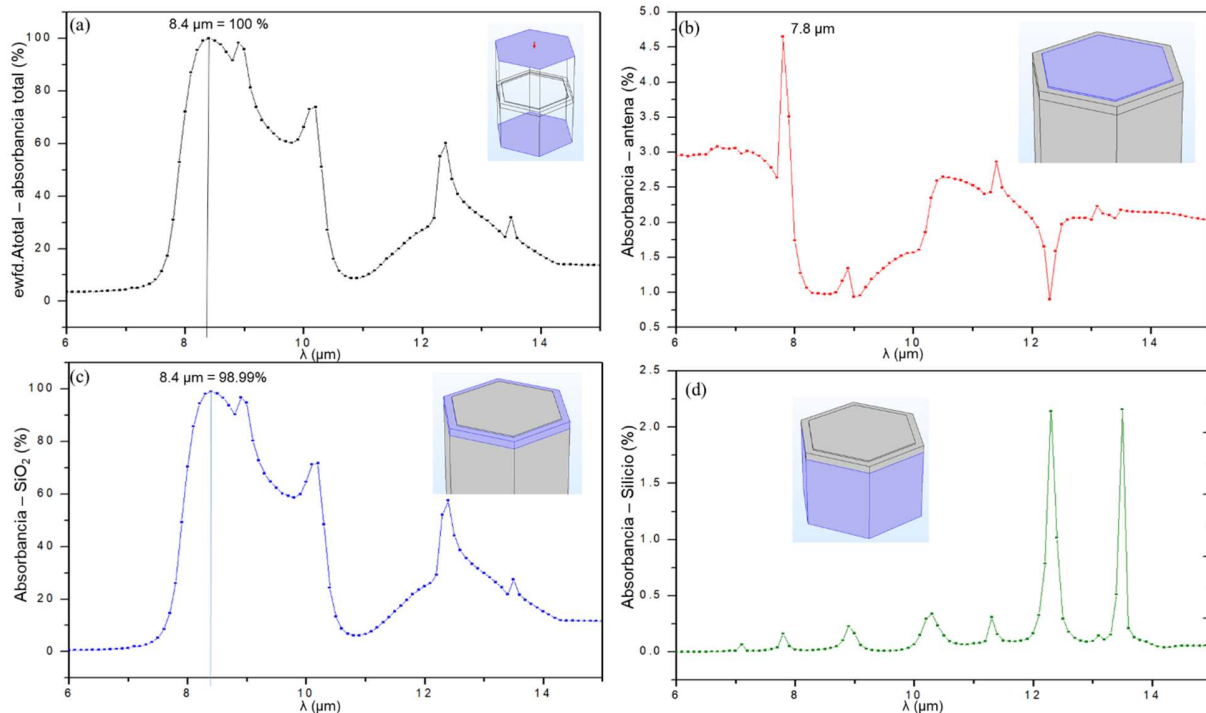 (a)
8.4 µm = 100 %
ewfd.Atotal – absorbancia total (%)
100
80
60
40
20
0
6 8 10 12 14
λ (µm)
(b)
7.8 µm
Absorbancia – antena (%)
5.0
4.5
4.0
3.5
3.0
2.5
2.0
1.5
1.0
0.5
6 8 10 12 14
λ (µm)
(c)
8.4 µm = 98.99%
Absorbancia – SiO₂ (%)
100
80
60
40
20
0
6 8 10 12 14
λ (µm)
(d)
Absorbancia – Silicio (%)
2.5
2.0
1.5
1.0
0.5
0.0
6 8 10 12 14
λ (µm)